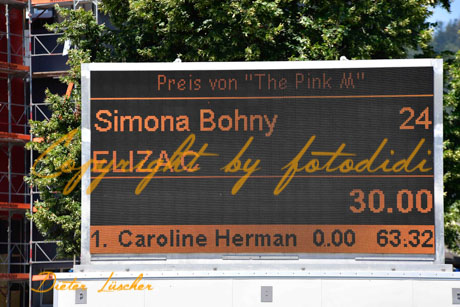 Preis von "The Pink M"
Simona Bohny 24
ELIZAC
Copyright by fotodidi
30.00
1. Caroline Herman 0.00 63.32
Dieter Lüscher